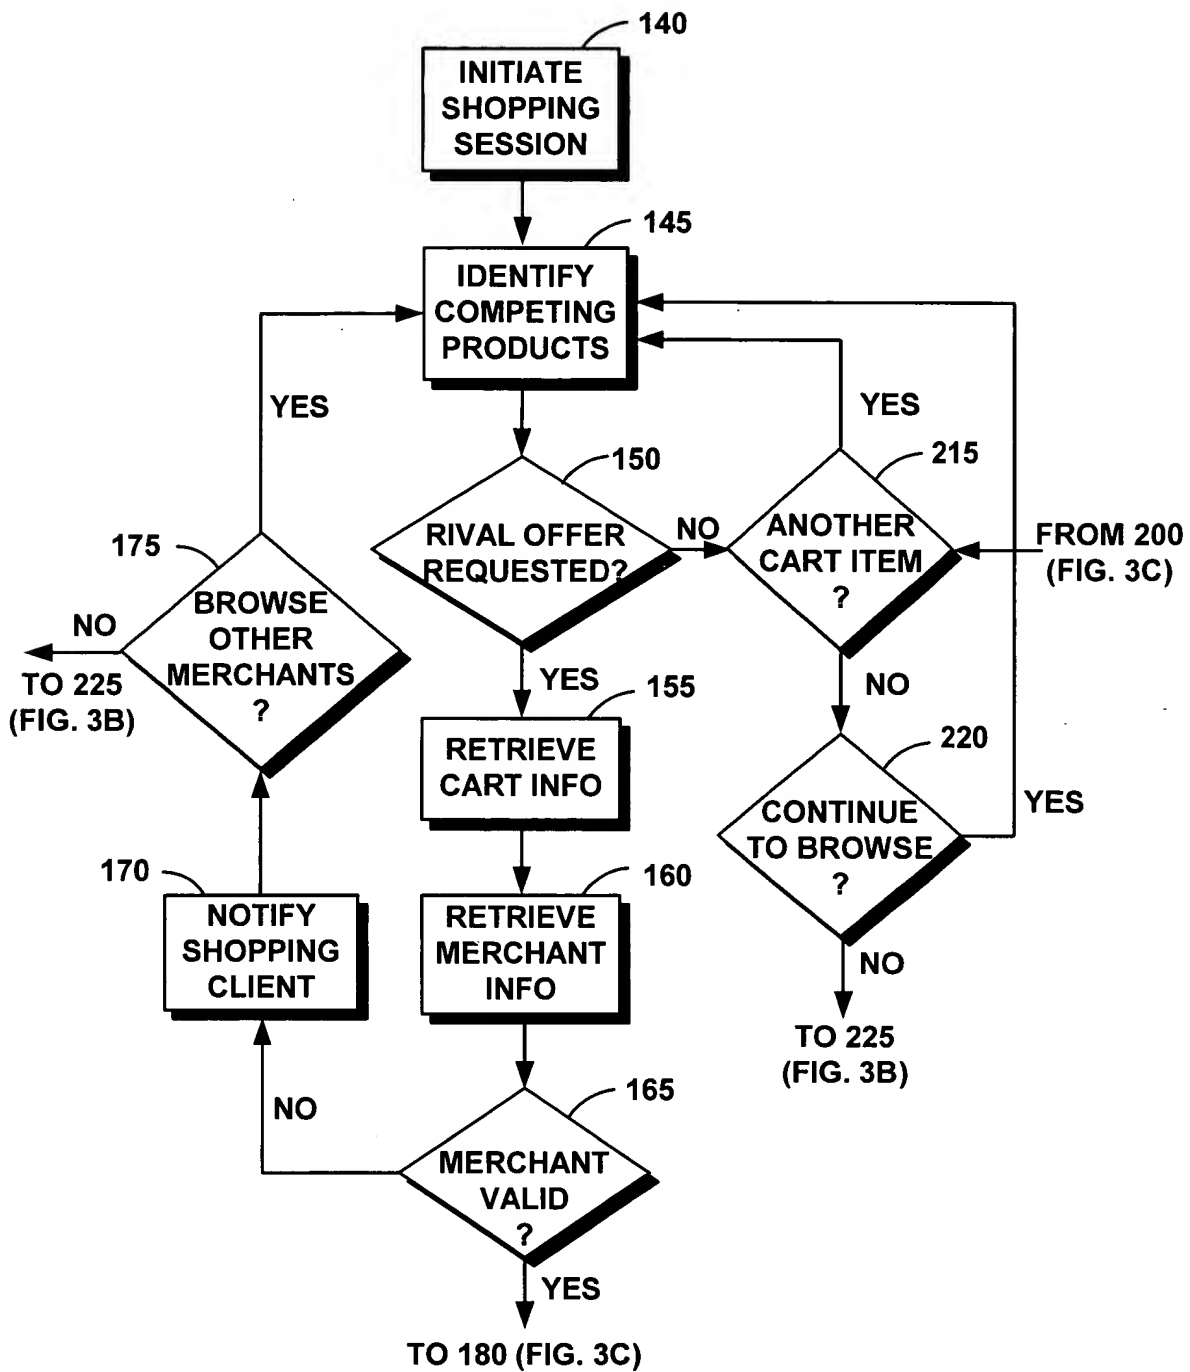 140
INITIATE
SHOPPING
SESSION
145
IDENTIFY
COMPETING
PRODUCTS
YES
YES
150
215
RIVAL OFFER
REQUESTED?
NO
ANOTHER
CART ITEM
?
FROM 200
(FIG. 3C)
175
BROWSE
OTHER
MERCHANTS
?
NO
TO 225
(FIG. 3B)
YES
155
NO
RETRIEVE
CART INFO
220
CONTINUE
TO BROWSE
?
YES
170
NOTIFY
SHOPPING
CLIENT
160
RETRIEVE
MERCHANT
INFO
NO
TO 225
(FIG. 3B)
165
NO
MERCHANT
VALID
?
YES
TO 180 (FIG. 3C)